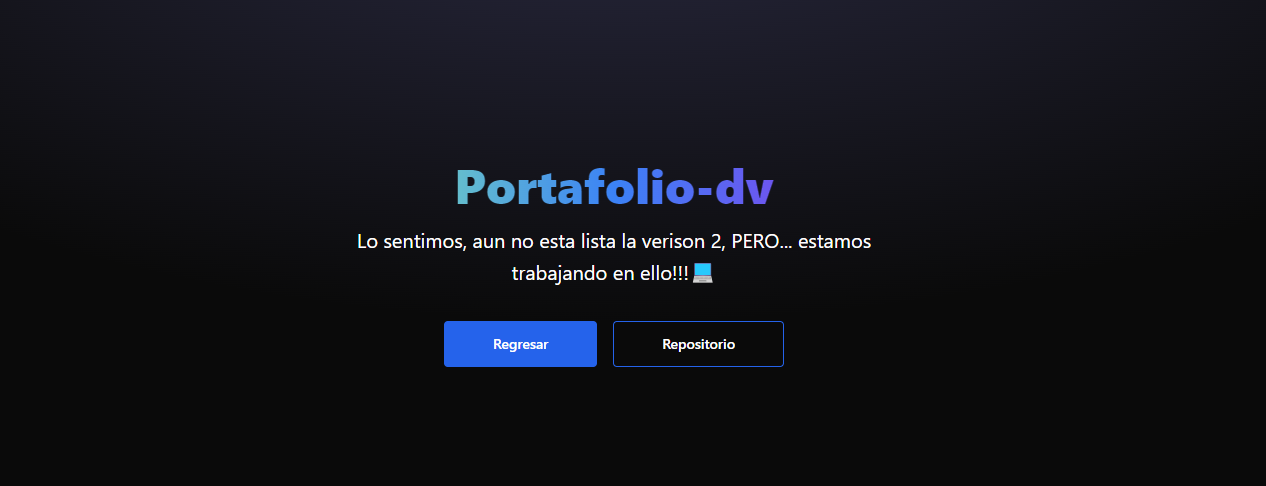 Portafolio-dv
Lo sentimos, aun no esta lista la verison 2, PERO... estamos
trabajando en ello!!! 💻
Regresar
Repositorio